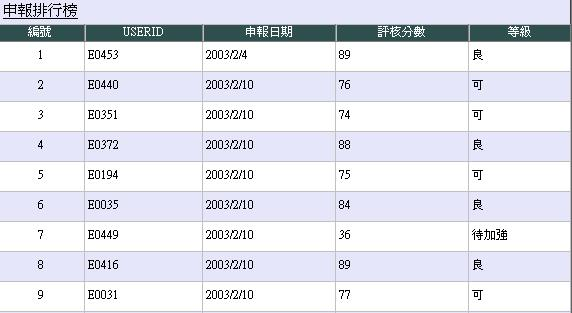 申報排行榜
編號 USERID 申報日期 評核分數 等級
1 E0453 2003/2/4 89 良
2 E0440 2003/2/10 76 可
3 E0351 2003/2/10 74 可
4 E0372 2003/2/10 88 良
5 E0194 2003/2/10 75 可
6 E0035 2003/2/10 84 良
7 E0449 2003/2/10 36 待加強
8 E0416 2003/2/10 89 良
9 E0031 2003/2/10 77 可